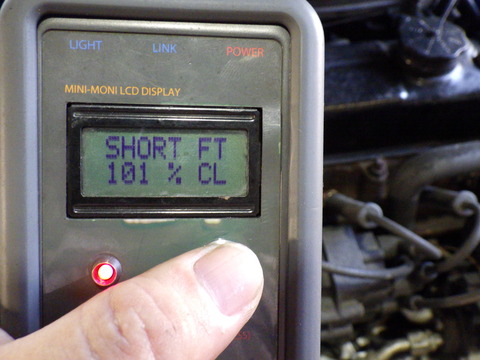 LIGHT LINK POWER
MINI-MONI LCD DISPLAY
SHORT FT
101 % CL